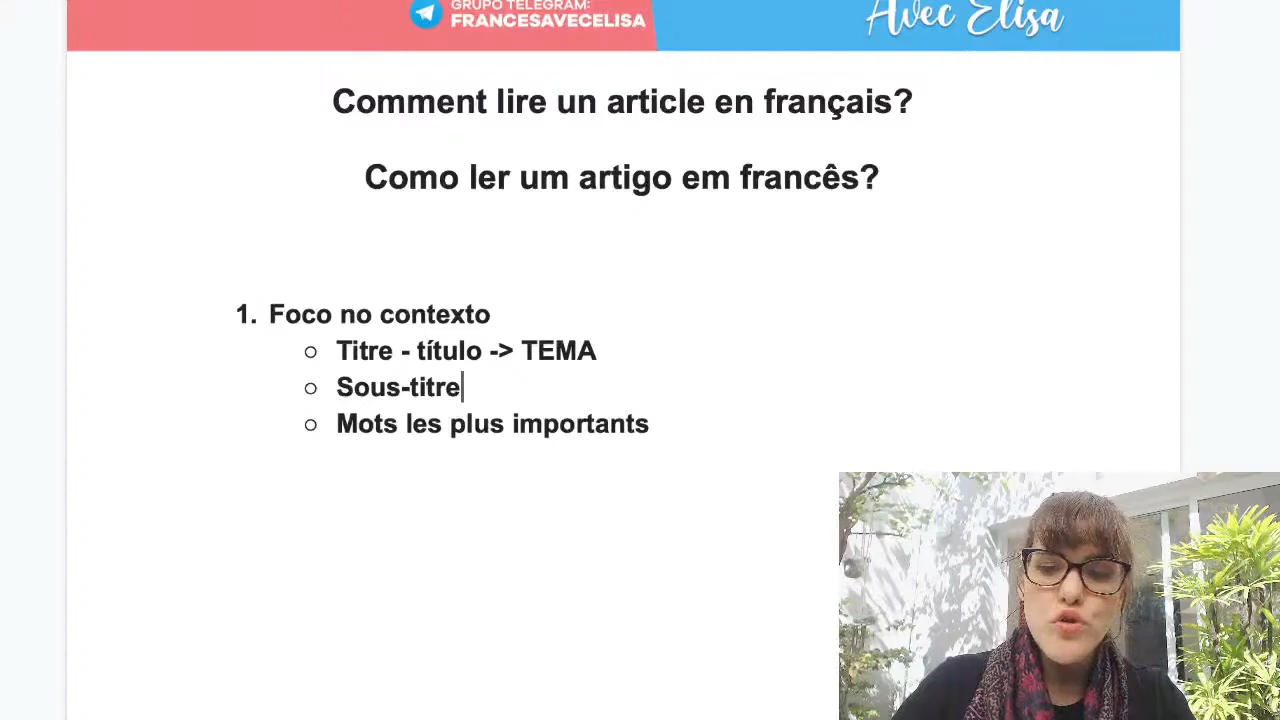 GRUPO TELEGRAM:
FRANCESAVECELISA
Avec Elisa
Comment lire un article en français?
Como ler um artigo em francês?
1. Foco no contexto
○ Titre - título -> TEMA
○ Sous-titre
○ Mots les plus importants